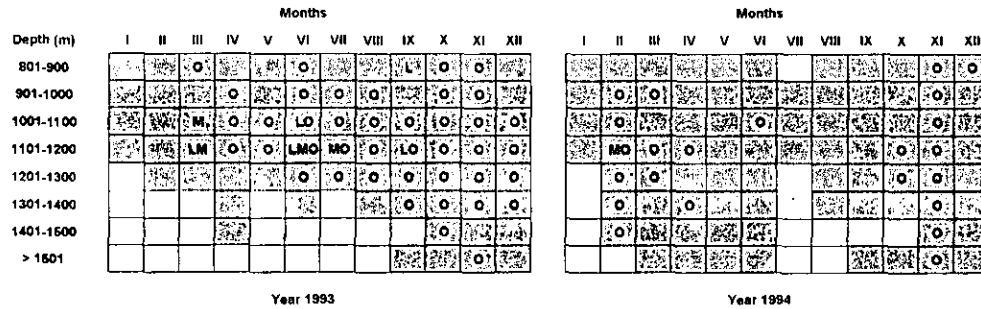 Months Months
Depth (m) I II III IV V VI VII VIII IX X XI XII I II III IV V VI VII VIII IX X XI XII
801-900 O O L O O O O
901-1000 O O O O O O O O O
1001-1100 M O O LO O O O O O O O O O
1101-1200 LM O O LMO MO O LO O O O MO O O O O
1201-1300 O O O O O O O O O O O
1301-1400 O O O O O O O
1401-1500 O O O O
> 1501 O O
Year 1993 Year 1994